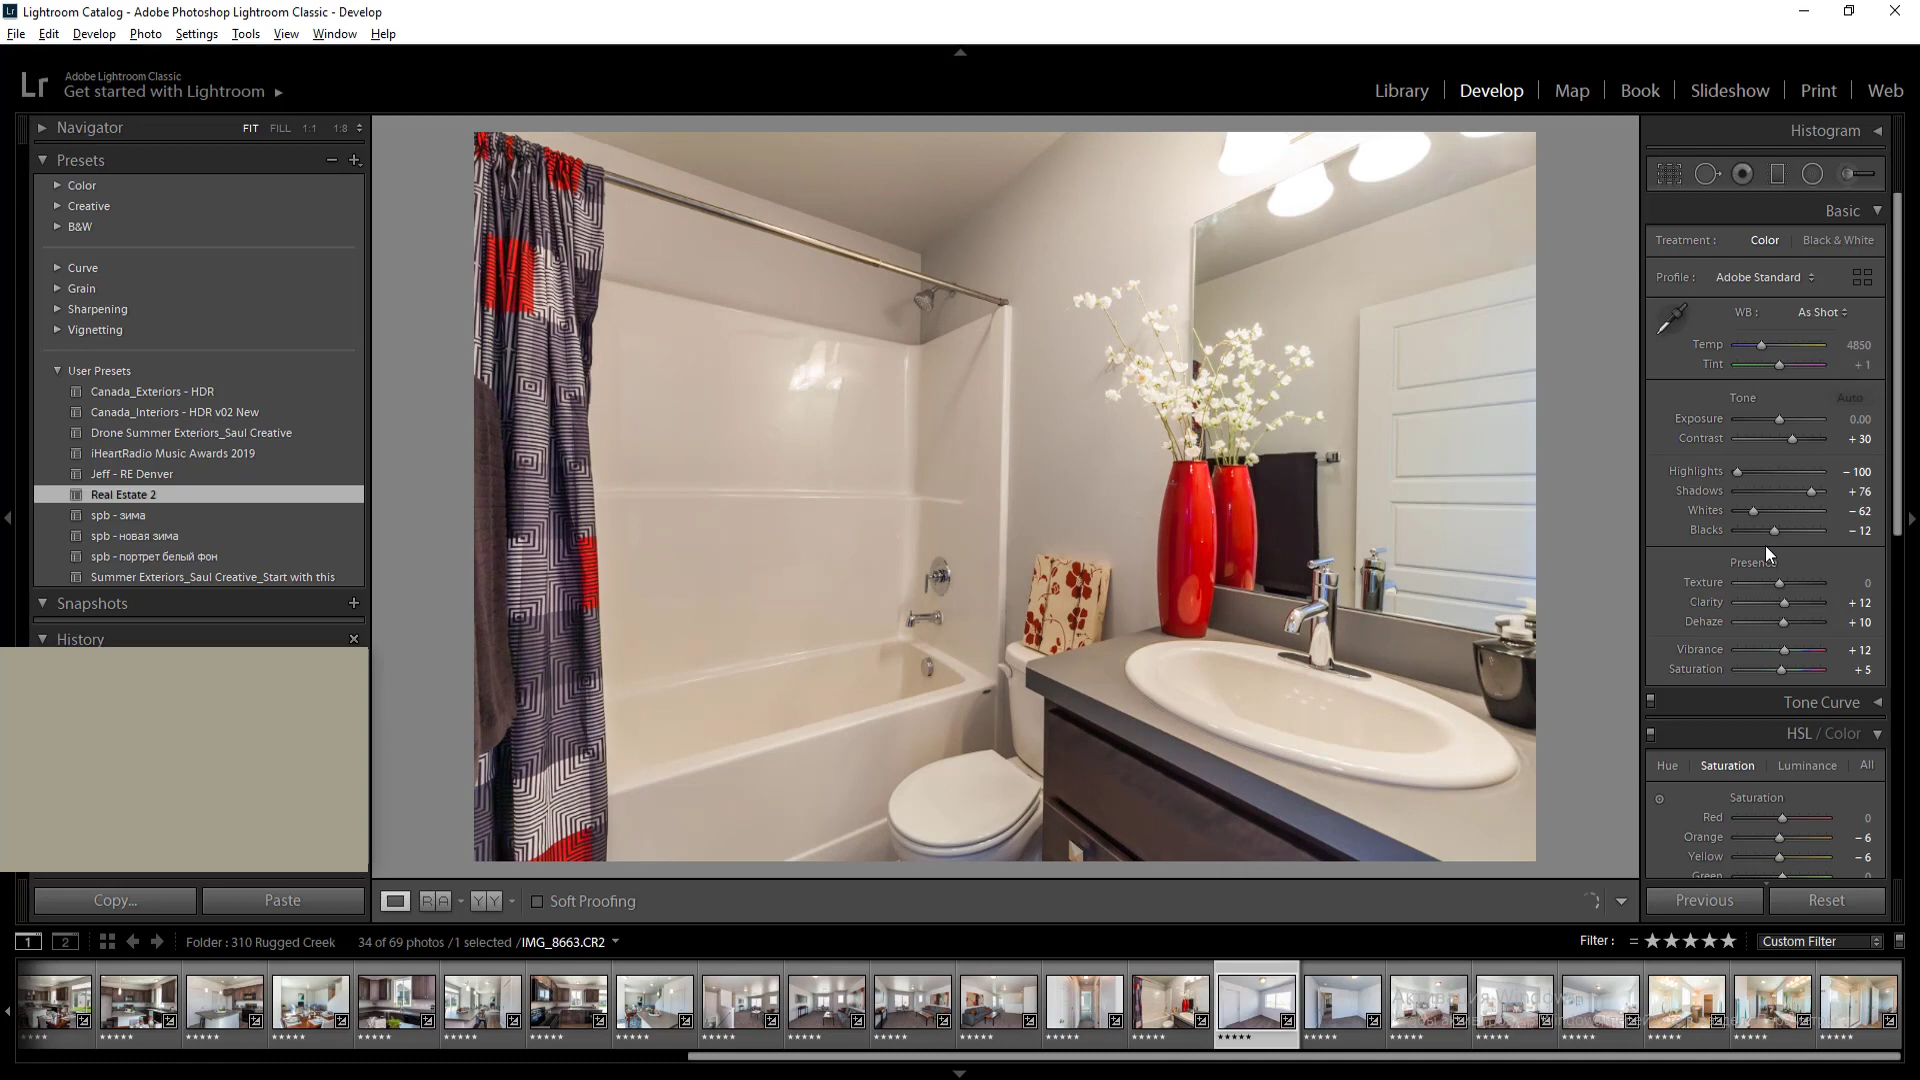 Lightroom Catalog - Adobe Photoshop Lightroom Classic - Develop
File Edit Develop Photo Settings Tools View Window Help
Lr
Adobe Lightroom Classic
Get started with Lightroom
Library Develop Map Book Slideshow Print Web
Navigator FIT FILL 1:1 1:8
Presets
Color
Creative
B&W
Curve
Grain
Sharpening
Vignetting
User Presets
Canada_Exteriors - HDR
Canada_Interiors - HDR v02 New
Drone Summer Exteriors_Saul Creative
iHeartRadio Music Awards 2019
Jeff - RE Denver
Real Estate 2
spb - зима
spb - новая зима
spb - портрет белый фон
Summer Exteriors_Saul Creative_Start with this
Snapshots
History
Copy... Paste
Soft Proofing
Histogram
Basic
Treatment : Color Black & White
Profile : Adobe Standard
WB : As Shot
Temp 4850
Tint + 1
Tone Auto
Exposure 0.00
Contrast + 30
Highlights − 100
Shadows + 76
Whites − 62
Blacks − 12
Presence
Texture 0
Clarity + 12
Dehaze + 10
Vibrance + 12
Saturation + 5
Tone Curve
HSL / Color
Hue Saturation Luminance All
Saturation
Red 0
Orange − 6
Yellow − 6
Green 0
Previous Reset
1 2 Folder : 310 Rugged Creek 34 of 69 photos / 1 selected / IMG_8663.CR2
Filter : Custom Filter
Активация Windows